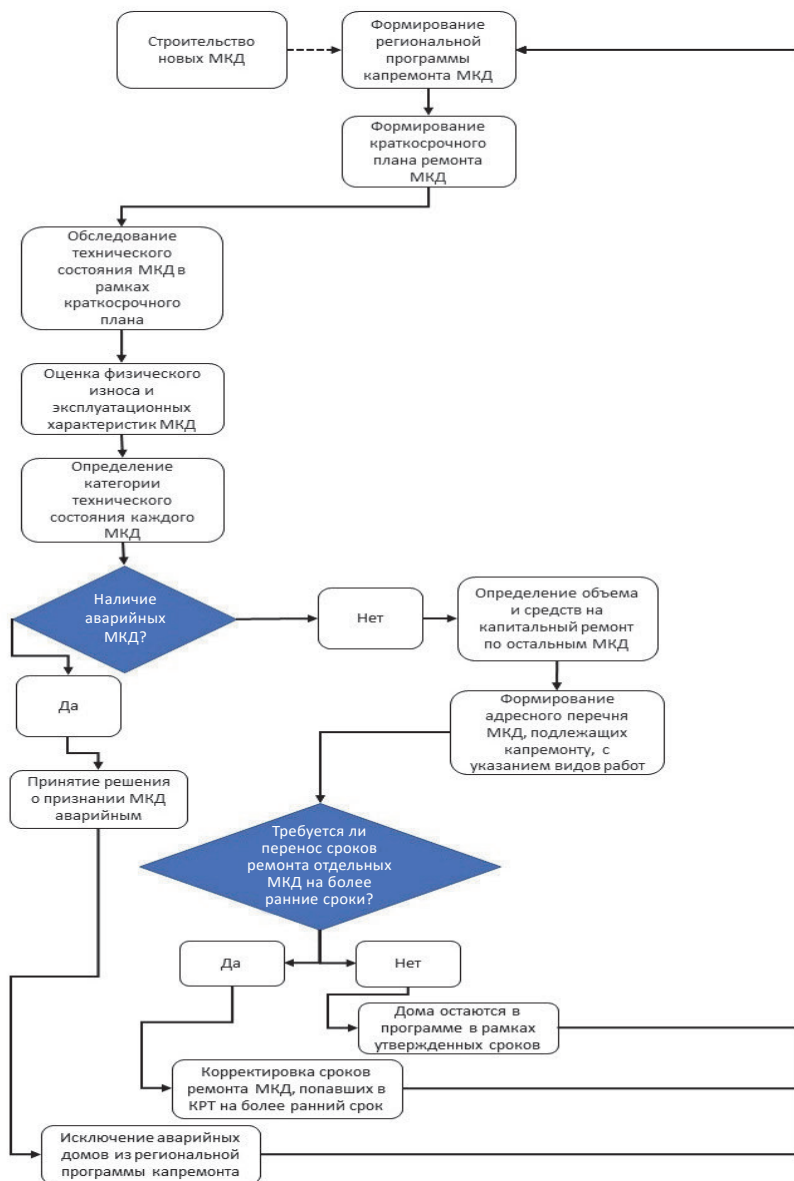 Строительство
новых МКД
Формирование
региональной
программы
капремонта МКД
Формирование
краткосрочного
плана ремонта
МКД
Обследование
технического
состояния МКД в
рамках
краткосрочного
плана
Оценка физического
износа и
эксплуатационных
характеристик МКД
Определение
категории
технического
состояния каждого
МКД
Наличие
аварийных
МКД?
Нет
Определение объема
и средств на
капитальный ремонт
по остальным МКД
Да
Формирование
адресного перечня
МКД, подлежащих
капремонту, с
указанием видов работ
Принятие решения
о признании МКД
аварийным
Требуется ли
перенос сроков
ремонта отдельных
МКД на более
ранние сроки?
Да
Нет
Дома остаются в
программе в рамках
утвержденных сроков
Корректировка сроков
ремонта МКД, попавших в
КРТ на более ранний срок
Исключение аварийных
домов из региональной
программы капремонта